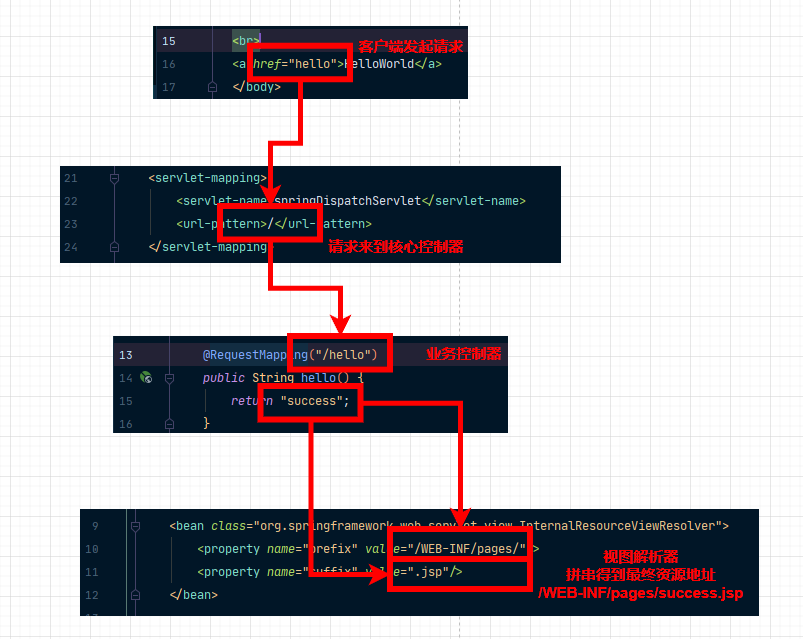 15 <br>
客户端发起请求
16 <a href="hello">HelloWorld</a>
17 </body>
21 <servlet-mapping>
22 <servlet-name>springDispatchServlet</servlet-name>
23 <url-pattern>/</url-pattern>
24 </servlet-mapping>
请求来到核心控制器
13 @RequestMapping("/hello")
业务控制器
14 public String hello() {
15 return "success";
16 }
9 <bean class="org.springframework.web.servlet.view.InternalResourceViewResolver">
10 <property name="prefix" value="/WEB-INF/pages/"/>
11 <property name="suffix" value=".jsp"/>
12 </bean>
视图解析器
拼串得到最终资源地址
/WEB-INF/pages/success.jsp